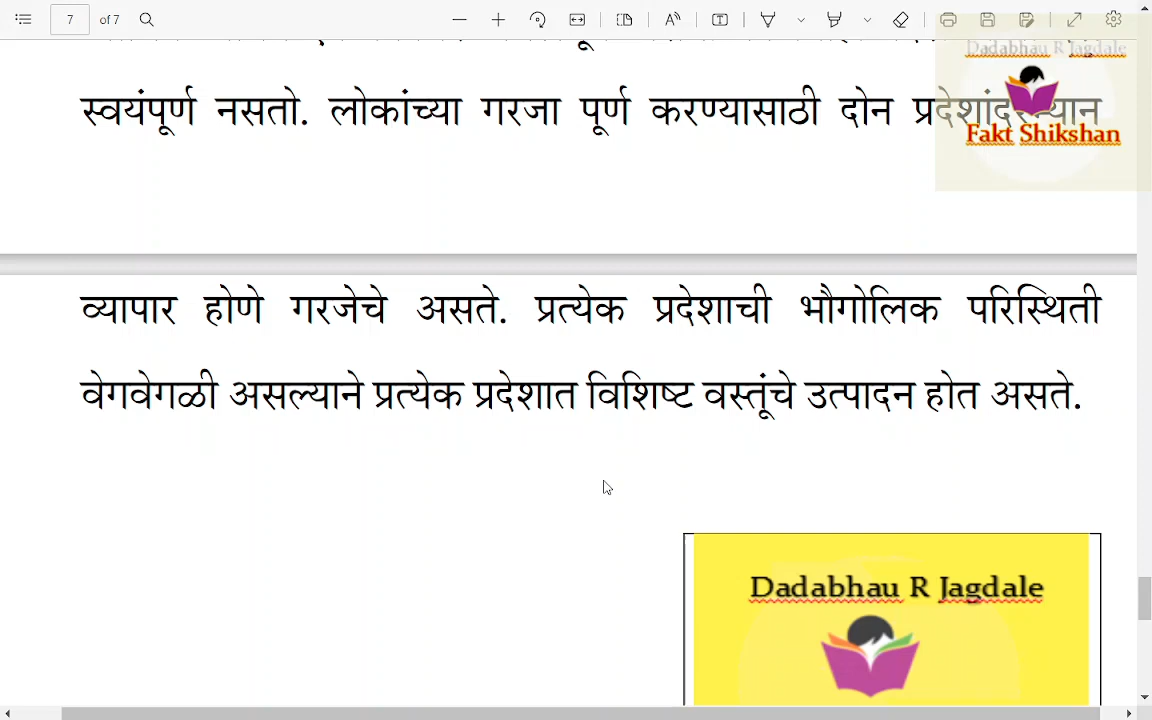 7 of 7
Dadabhau R Jagdale
स्वयंपूर्ण नसतो. लोकांच्या गरजा पूर्ण करण्यासाठी दोन प्रदेशांदरम्यान
Fakt Shikshan
व्यापार होणे गरजेचे असते. प्रत्येक प्रदेशाची भौगोलिक परिस्थिती
वेगवेगळी असल्याने प्रत्येक प्रदेशात विशिष्ट वस्तूंचे उत्पादन होत असते.
Dadabhau R Jagdale